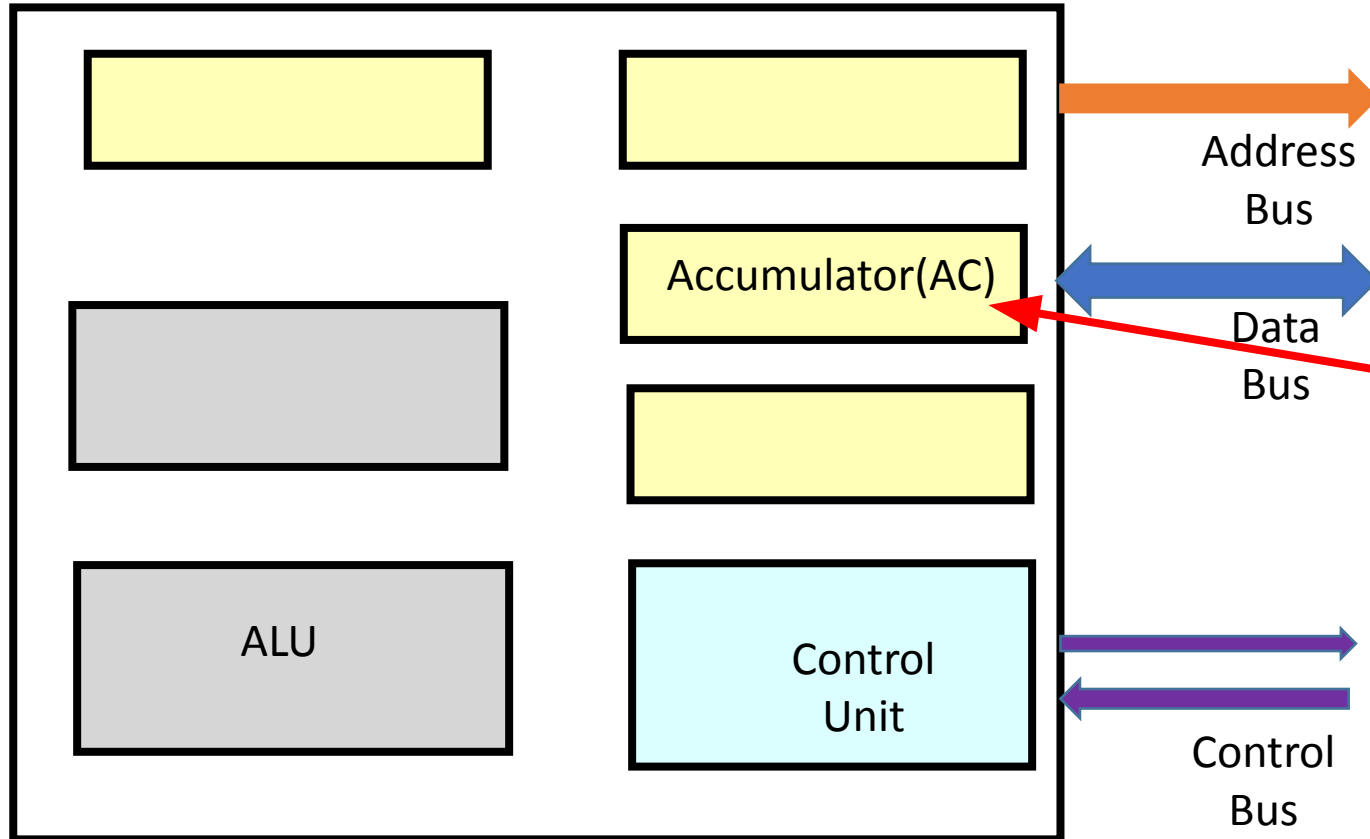 Address
Bus
Accumulator(AC)
Data
Bus
ALU
Control
Unit
Control
Bus